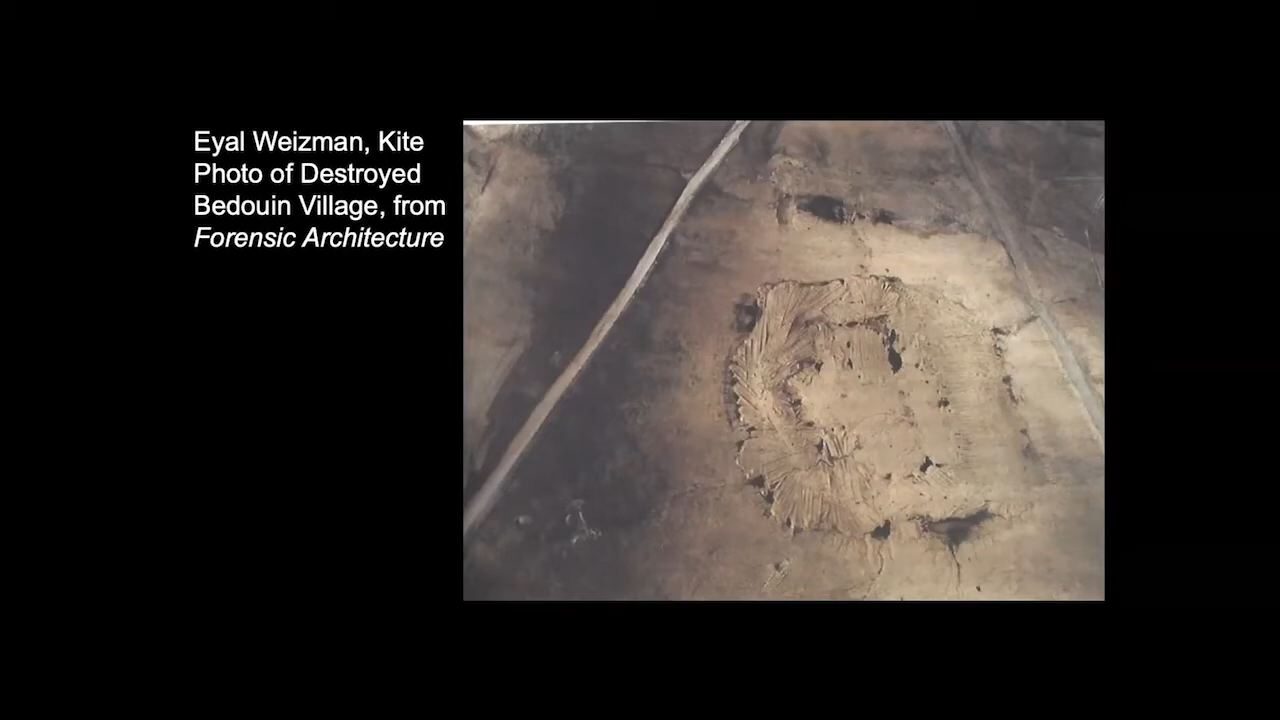 Eyal Weizman, Kite
Photo of Destroyed
Bedouin Village, from
Forensic Architecture